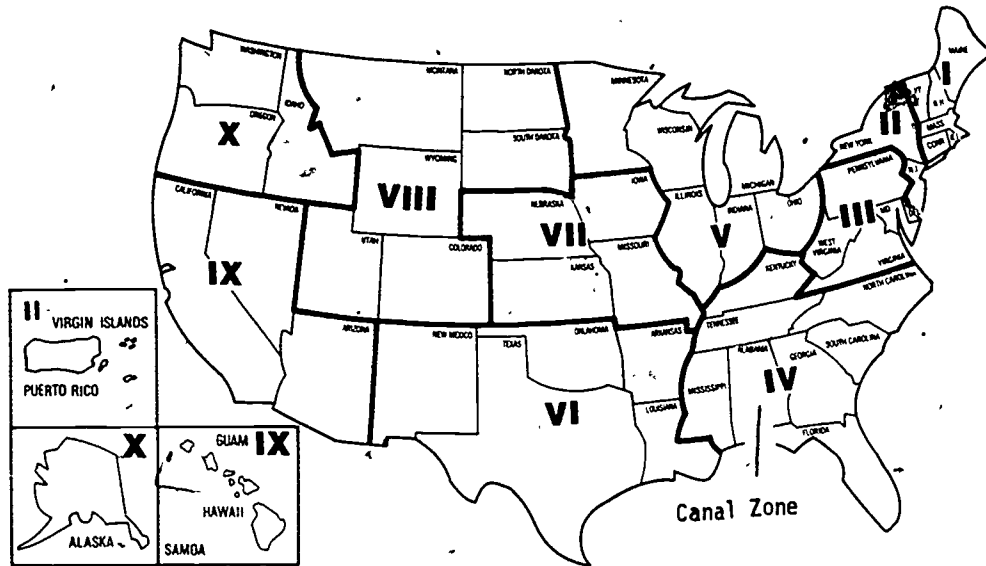 WASHINGTON
MONTANA
NORTH DAKOTA
MINNESOTA
MAINE
I
IDAHO
OREGON
X
SOUTH DAKOTA
WISCONSIN
VT
N H
II
NEW YORK
MASS
CONN
WYOMING
VIII
MICHIGAN
PENNSYLVANIA
N J
CALIFORNIA
NEVADA
NEBRASKA
IOWA
ILLINOIS
INDIANA
OHIO
III
MD
UTAH
COLORADO
VII
V
WEST
VIRGINIA
VIRGINIA
IX
KANSAS
MISSOURI
KENTUCKY
NORTH CAROLINA
ARIZONA
NEW MEXICO
OKLAHOMA
TEXAS
ARKANSAS
TENNESSEE
SOUTH CAROLINA
ALABAMA
GEORGIA
MISSISSIPPI
IV
VI
LOUISIANA
FLORIDA
Canal Zone
II
VIRGIN ISLANDS
PUERTO RICO
X
ALASKA
GUAM
IX
HAWAII
SAMOA